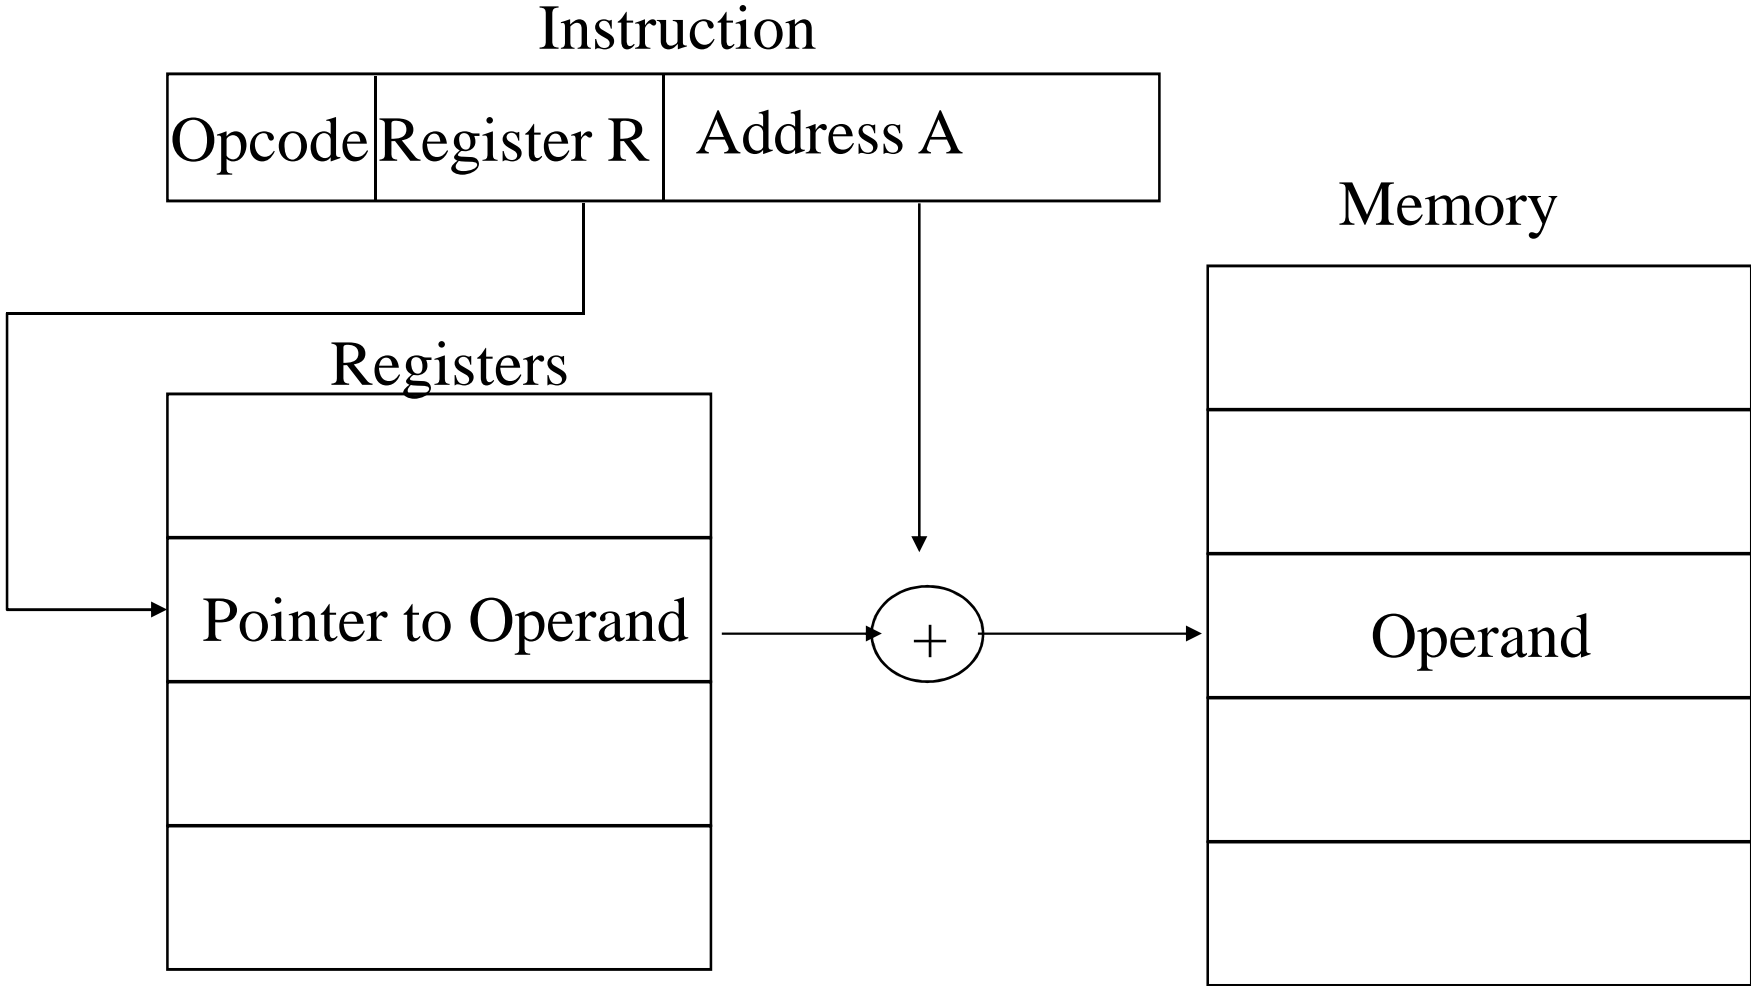 Instruction
Opcode Register R Address A
Memory
Registers
Pointer to Operand
+
Operand